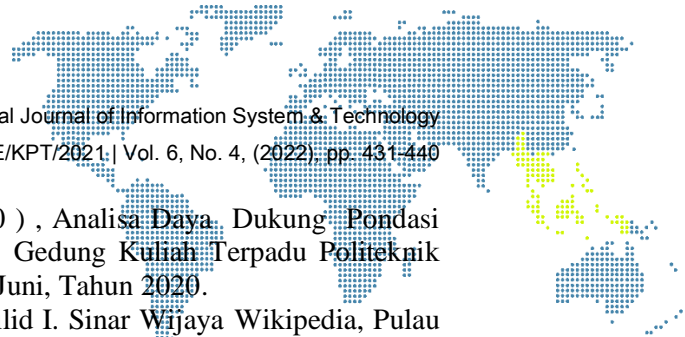 al Journal of Information System & Technology
E/KPT/2021 | Vol. 6, No. 4, (2022), pp. 431-440
0 ) , Analisa Daya Dukung Pondasi
Gedung Kuliah Terpadu Politeknik
Juni, Tahun 2020.
ilid I. Sinar Wijaya Wikipedia, Pulau